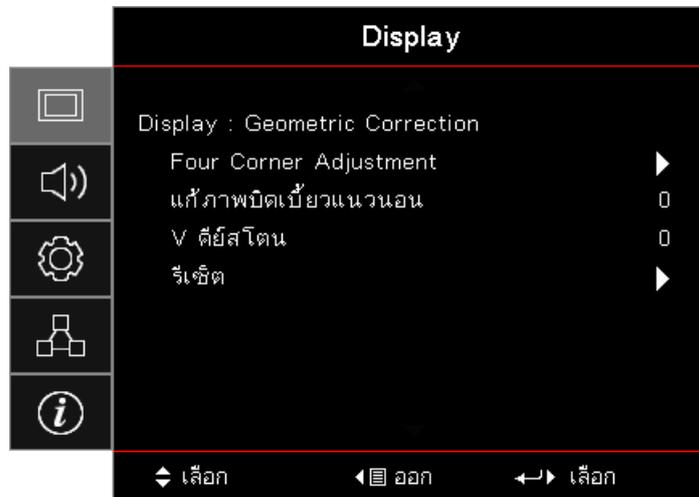 Display
Display : Geometric Correction
Four Corner Adjustment
แก้ภาพบิดเบี้ยวแนวนอน 0
V คีย์สโตน 0
รีเซ็ต
เลือก ออก เลือก